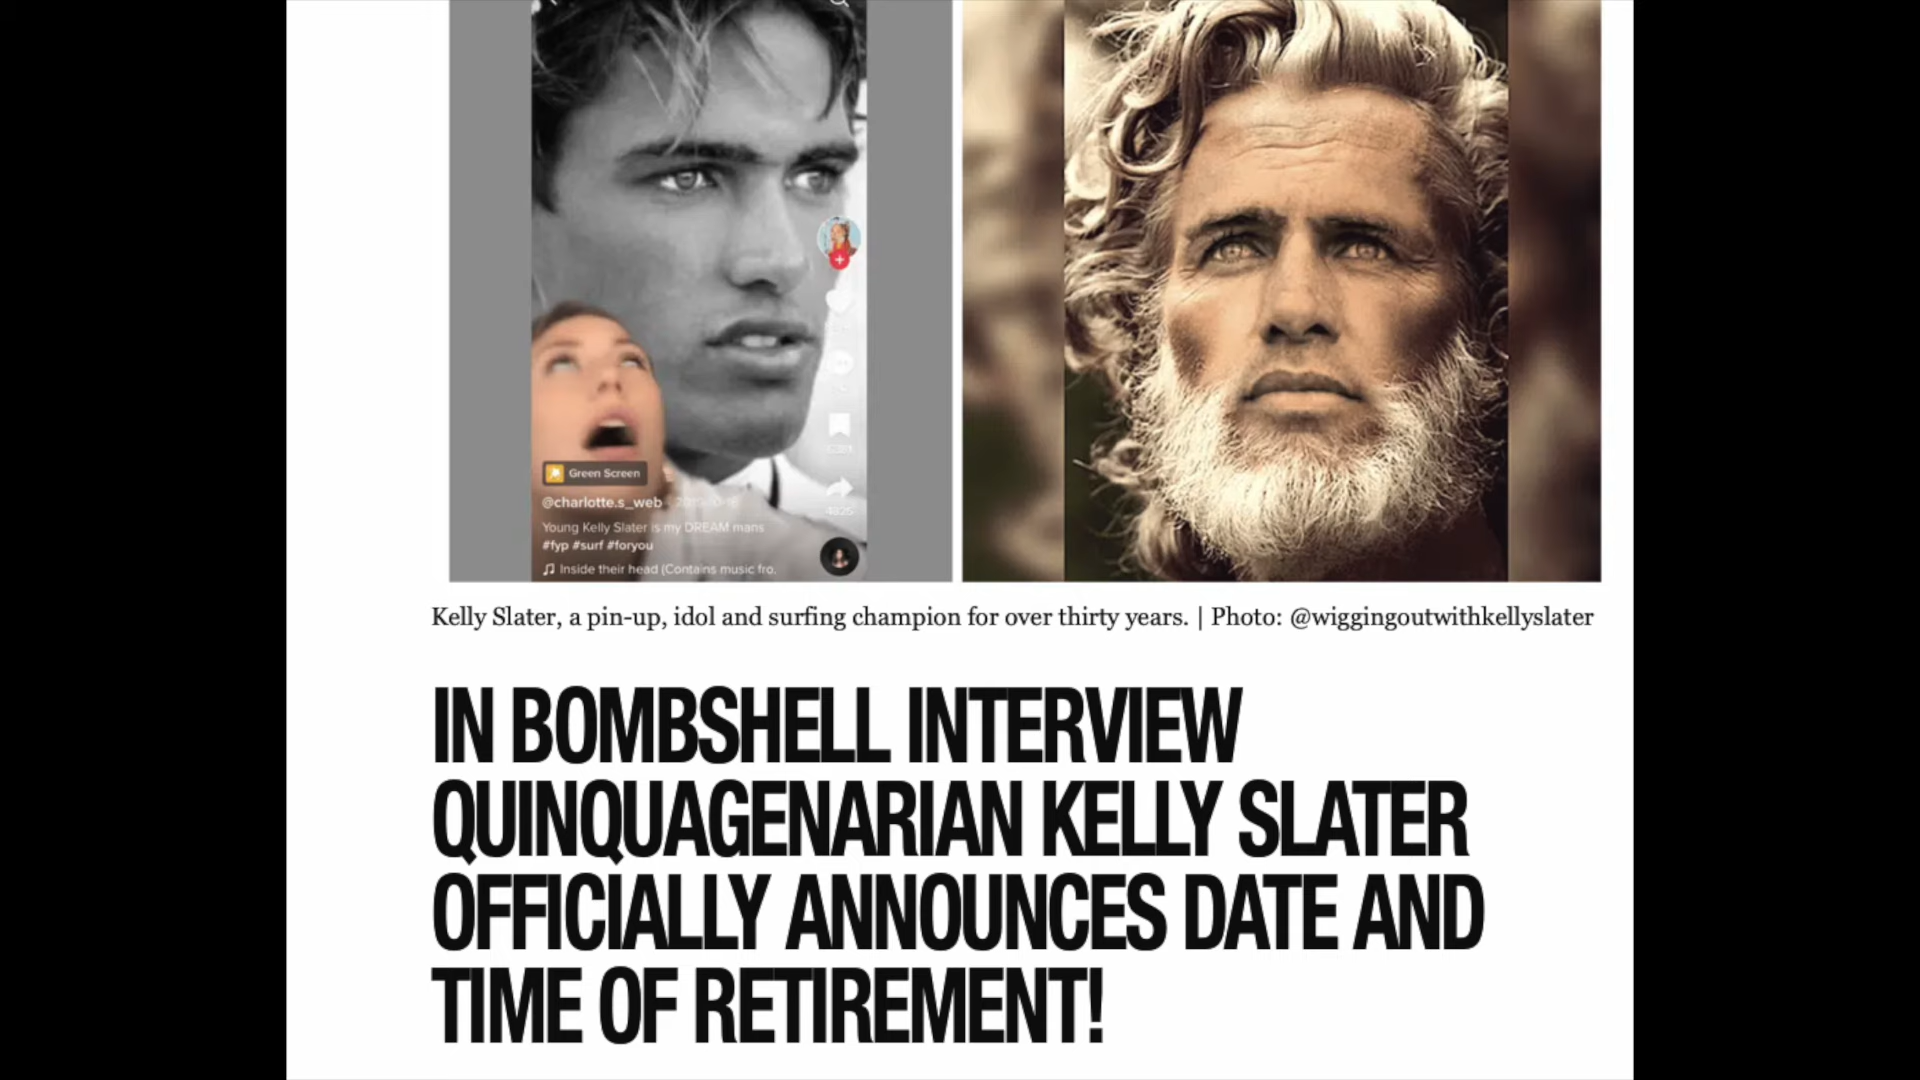 Green Screen
@charlotte.s_web
Young Kelly Slater is my DREAM mans
#fyp #surf #foryou
Inside their head (Contains music fro.
Kelly Slater, a pin-up, idol and surfing champion for over thirty years. | Photo: @wiggingoutwithkellyslater
IN BOMBSHELL INTERVIEW
QUINQUAGENARIAN KELLY SLATER
OFFICIALLY ANNOUNCES DATE AND
TIME OF RETIREMENT!